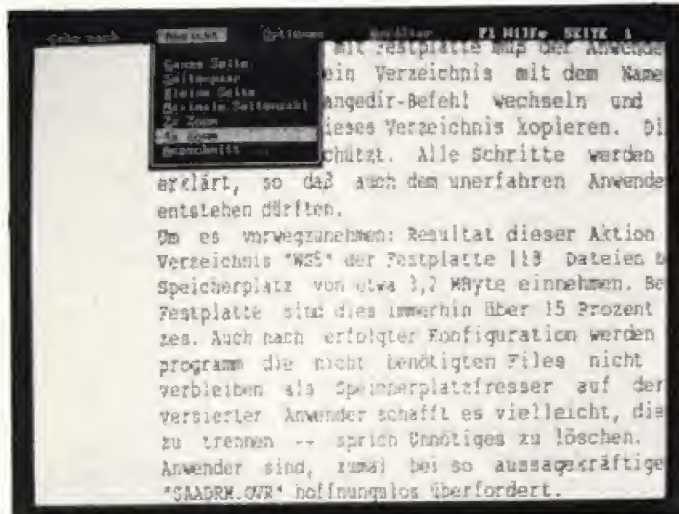 Gehe nach Ansicht Optionen F1 Hilfe SEITE 1
Ganze Seite
Seitenpaar
Kleine Seite
Maximale Seitenzahl
2x Zoom
4x Zoom
Ausschnitt
mit Festplatte muß der Anwende
ein Verzeichnis mit dem Name
angedir-Befehl wechseln und
ieses Verzeichnis kopieren. Di
chützt. Alle Schritte werden
erklärt, so daß auch dem unerfahren Anwende
entstehen dürften.
Um es vorwegzunehmen: Resultat dieser Aktion
Verzeichnis "WS5" der Festplatte 118 Dateien b
Speicherplatz von etwa 3,2 MByte einnehmen. Be
Festplatte sind dies immerhin über 15 Prozent
zes. Auch nach erfolgter Konfiguration werden
programm die nicht benötigten Files nicht
verbleiben als Speicherplatzfresser auf der
versierter Anwender schafft es vielleicht, die
zu trennen -- sprich Unnötiges zu löschen.
Anwender sind, zumal bei so aussagekräftige
"SAADRM.OVR" hoffnungslos überfordert.